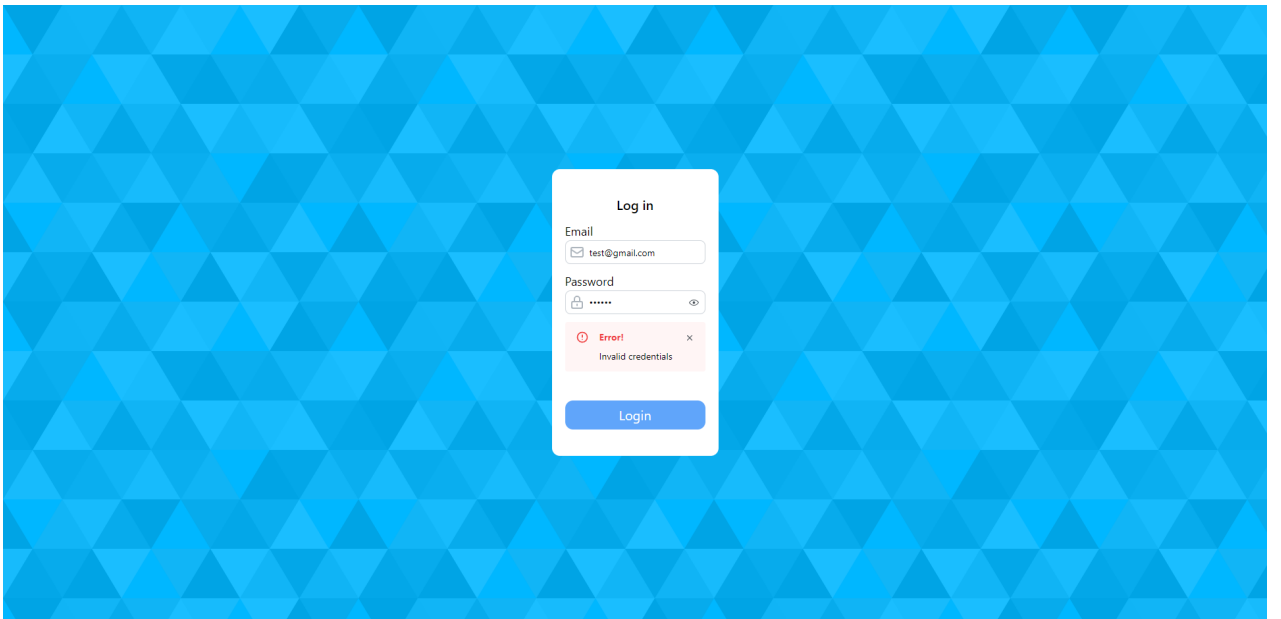 Log in
Email
test@gmail.com
Password
••••••
Error!
Invalid credentials
Login